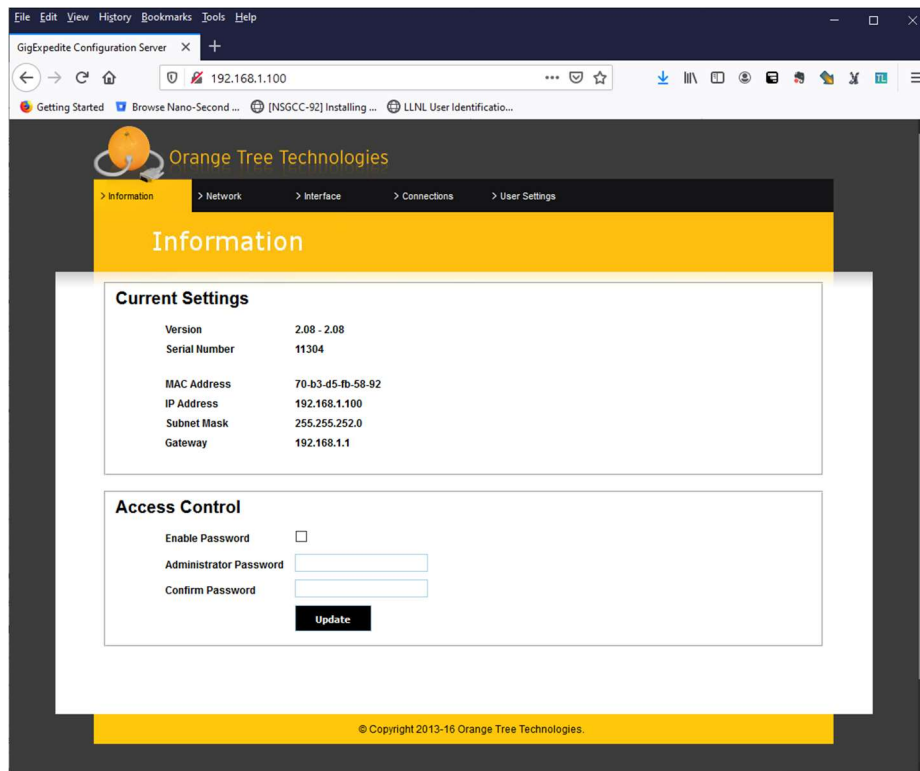 File Edit View History Bookmarks Tools Help
GigExpedite Configuration Server
192.168.1.100
Getting Started Browse Nano-Second ... [NSGCC-92] Installing ... LLNL User Identificatio...
Orange Tree Technologies
> Information > Network > Interface > Connections > User Settings
Information
Current Settings
Version 2.08 - 2.08
Serial Number 11304
MAC Address 70-b3-d5-fb-58-92
IP Address 192.168.1.100
Subnet Mask 255.255.252.0
Gateway 192.168.1.1
Access Control
Enable Password
Administrator Password
Confirm Password
Update
© Copyright 2013-16 Orange Tree Technologies.